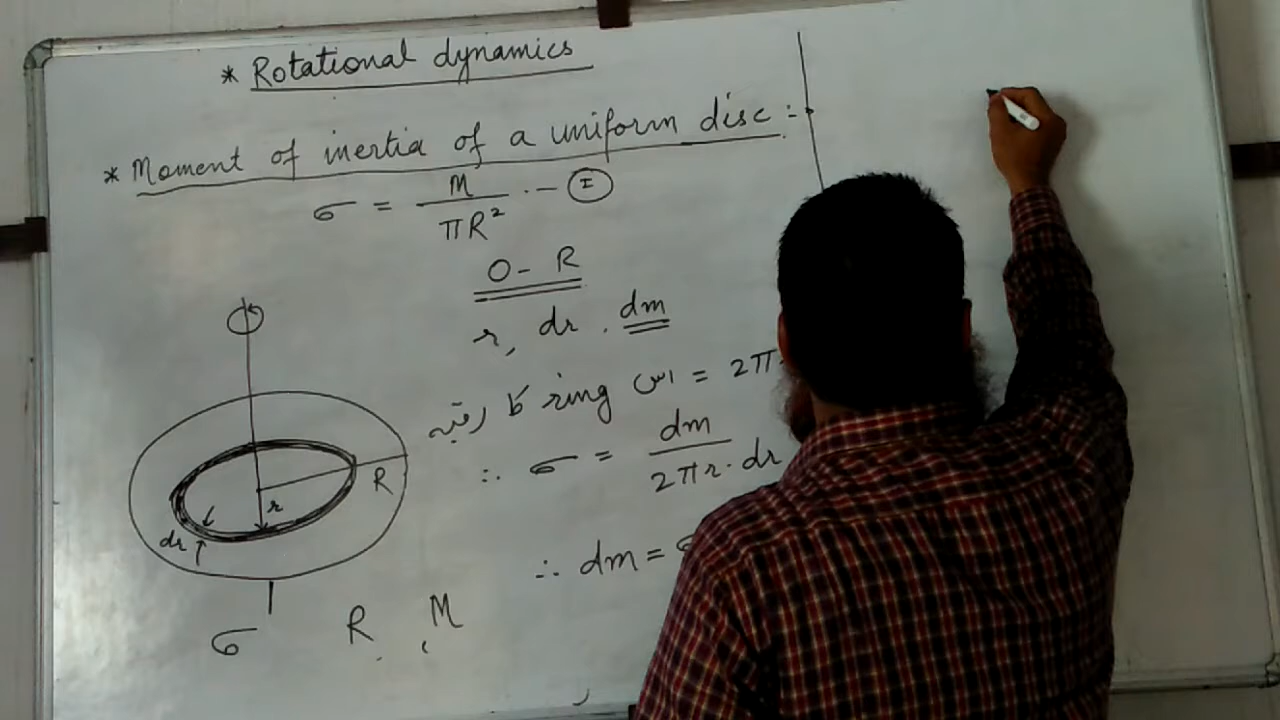 * Rotational dynamics
* Moment of inertia of a uniform disc :-
σ = M / πR² . – (I)
0 – R
r, dr . dm
رقبہ کا ring اس = 2π
∴ σ = dm / 2πr · dr
∴ dm = σ
R
r
dr
σ R , M